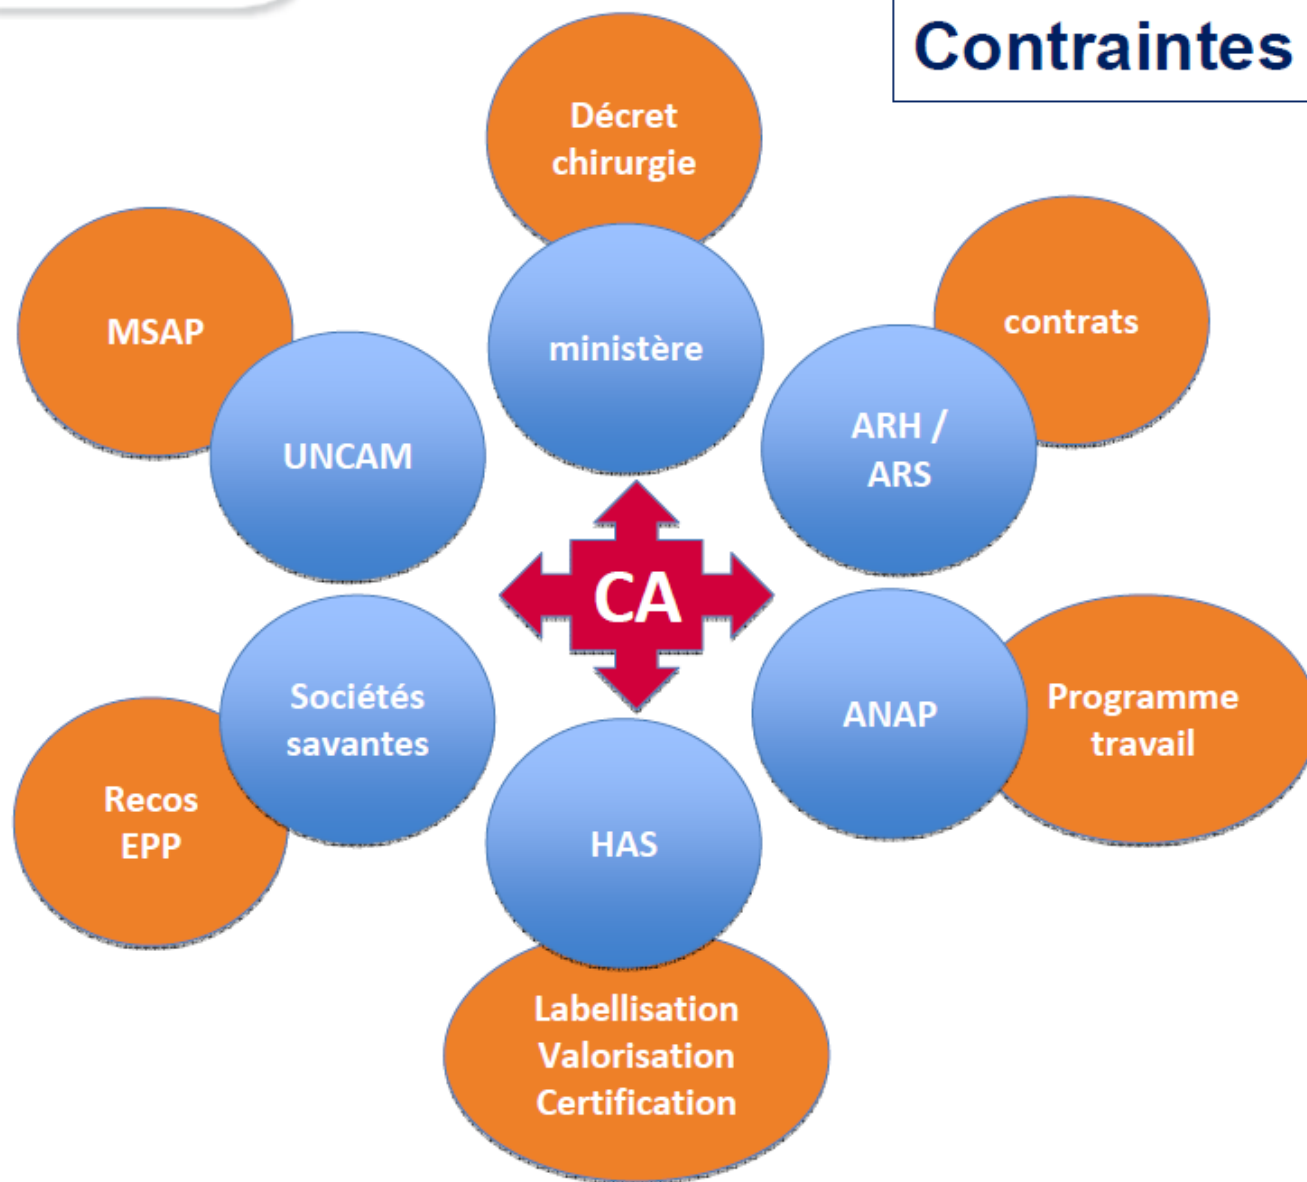 Contraintes
Décret
chirurgie
MSAP
contrats
ministère
UNCAM
ARH /
ARS
CA
Sociétés
savantes
ANAP
Programme
travail
Recos
EPP
HAS
Labellisation
Valorisation
Certification